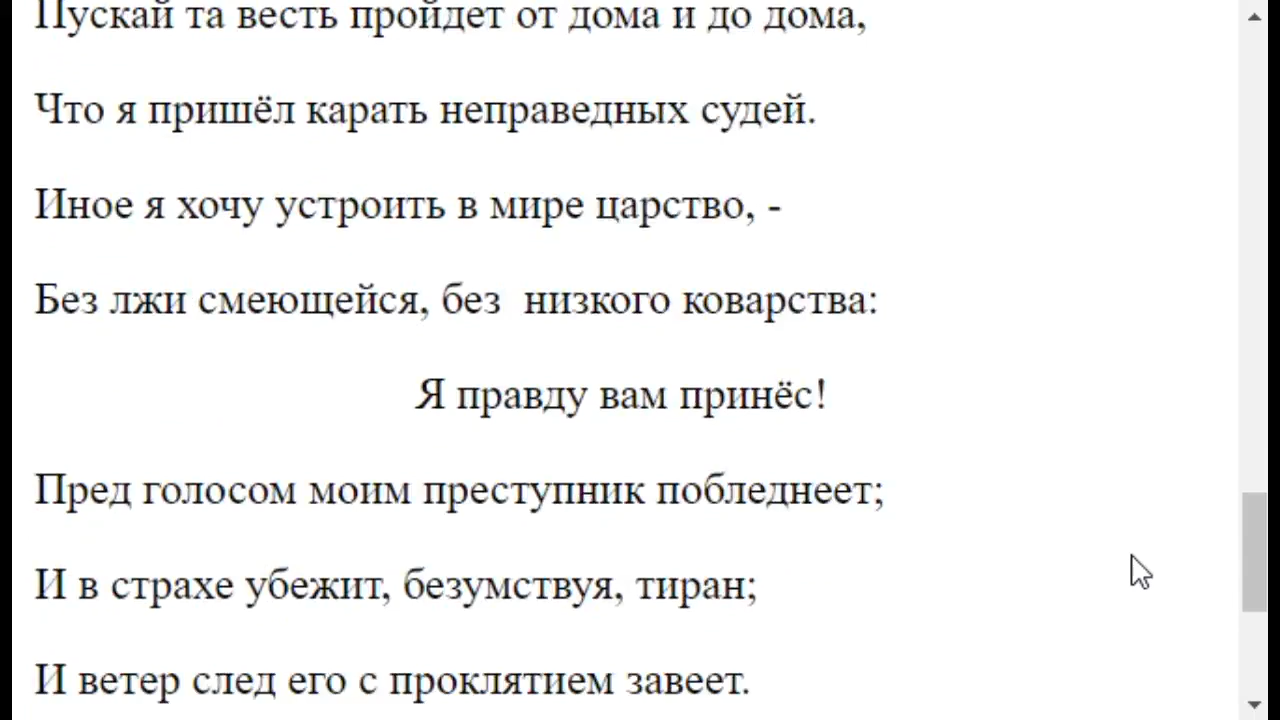 Пускай та весть пройдет от дома и до дома,
Что я пришёл карать неправедных судей.
Иное я хочу устроить в мире царство, -
Без лжи смеющейся, без  низкого коварства:
Я правду вам принёс!
Пред голосом моим преступник побледнеет;
И в страхе убежит, безумствуя, тиран;
И ветер след его с проклятием завеет.